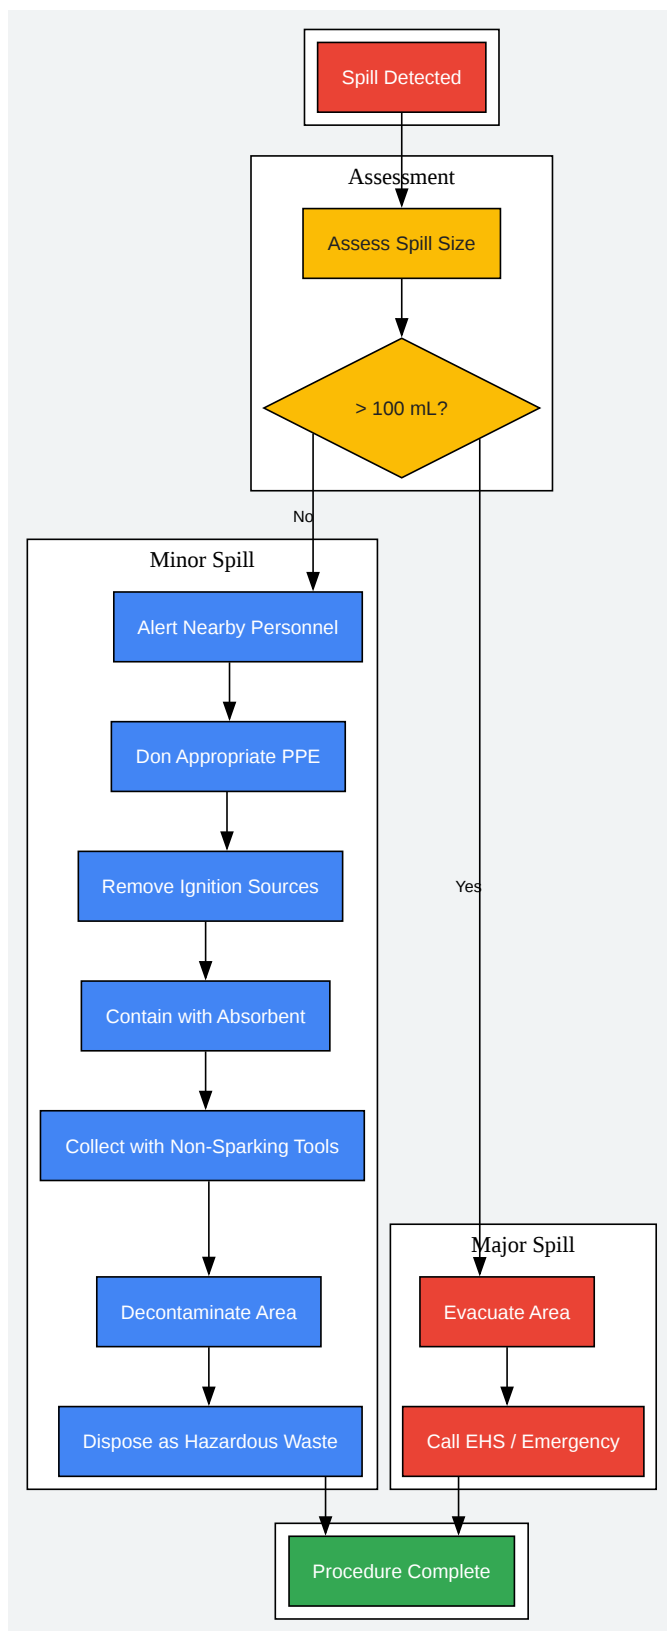 Spill Detected
Assessment
Assess Spill Size
> 100 mL?
No
Minor Spill
Alert Nearby Personnel
Don Appropriate PPE
Remove Ignition Sources
Contain with Absorbent
Collect with Non-Sparking Tools
Decontaminate Area
Dispose as Hazardous Waste
Yes
Major Spill
Evacuate Area
Call EHS / Emergency
Procedure Complete